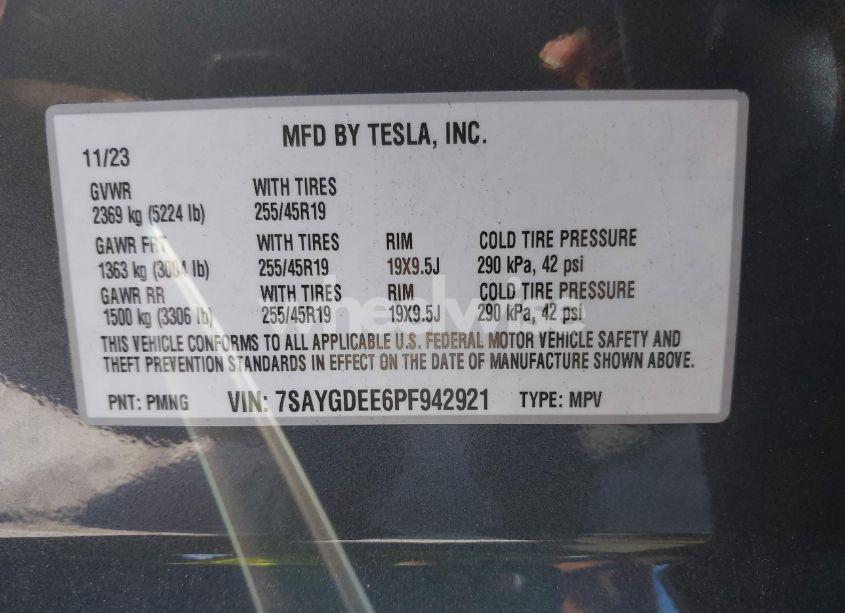 MFD BY TESLA, INC.
11/23
GVWR WITH TIRES
2369 kg (5224 lb) 255/45R19
GAWR FRT WITH TIRES RIM COLD TIRE PRESSURE
1363 kg (3004 lb) 255/45R19 19X9.5J 290 kPa, 42 psi
GAWR RR WITH TIRES RIM COLD TIRE PRESSURE
1500 kg (3306 lb) 255/45R19 19X9.5J 290 kPa, 42 psi
wheelwise
THIS VEHICLE CONFORMS TO ALL APPLICABLE U.S. FEDERAL MOTOR VEHICLE SAFETY AND
THEFT PREVENTION STANDARDS IN EFFECT ON THE DATE OF MANUFACTURE SHOWN ABOVE.
PNT: PMNG VIN: 7SAYGDEE6PF942921 TYPE: MPV